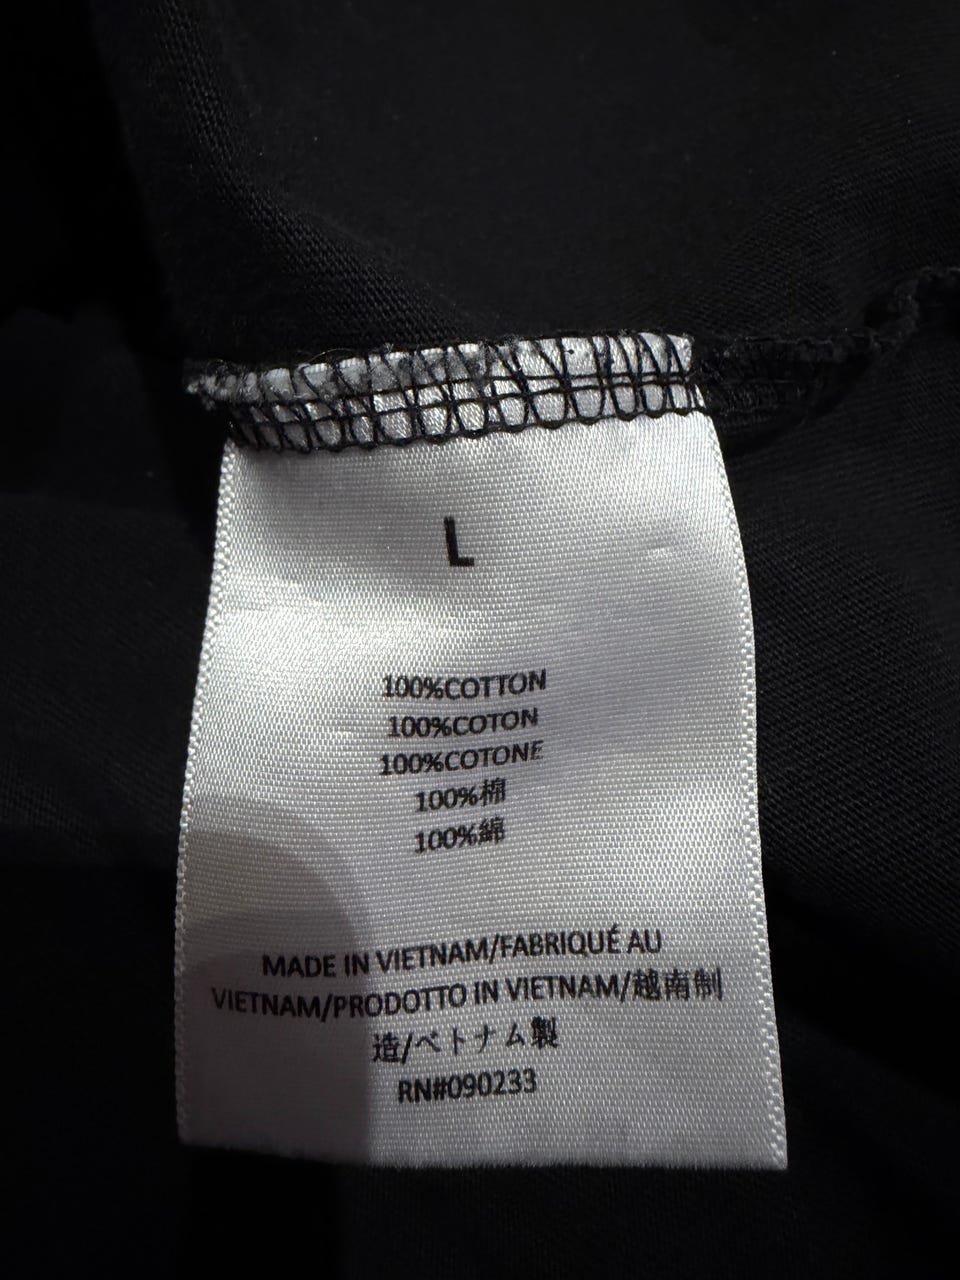 L
100%COTTON
100%COTON
100%COTONE
100%棉
100%綿
MADE IN VIETNAM/FABRIQUÉ AU
VIETNAM/PRODOTTO IN VIETNAM/越南制
造/ベトナム製
RN#090233